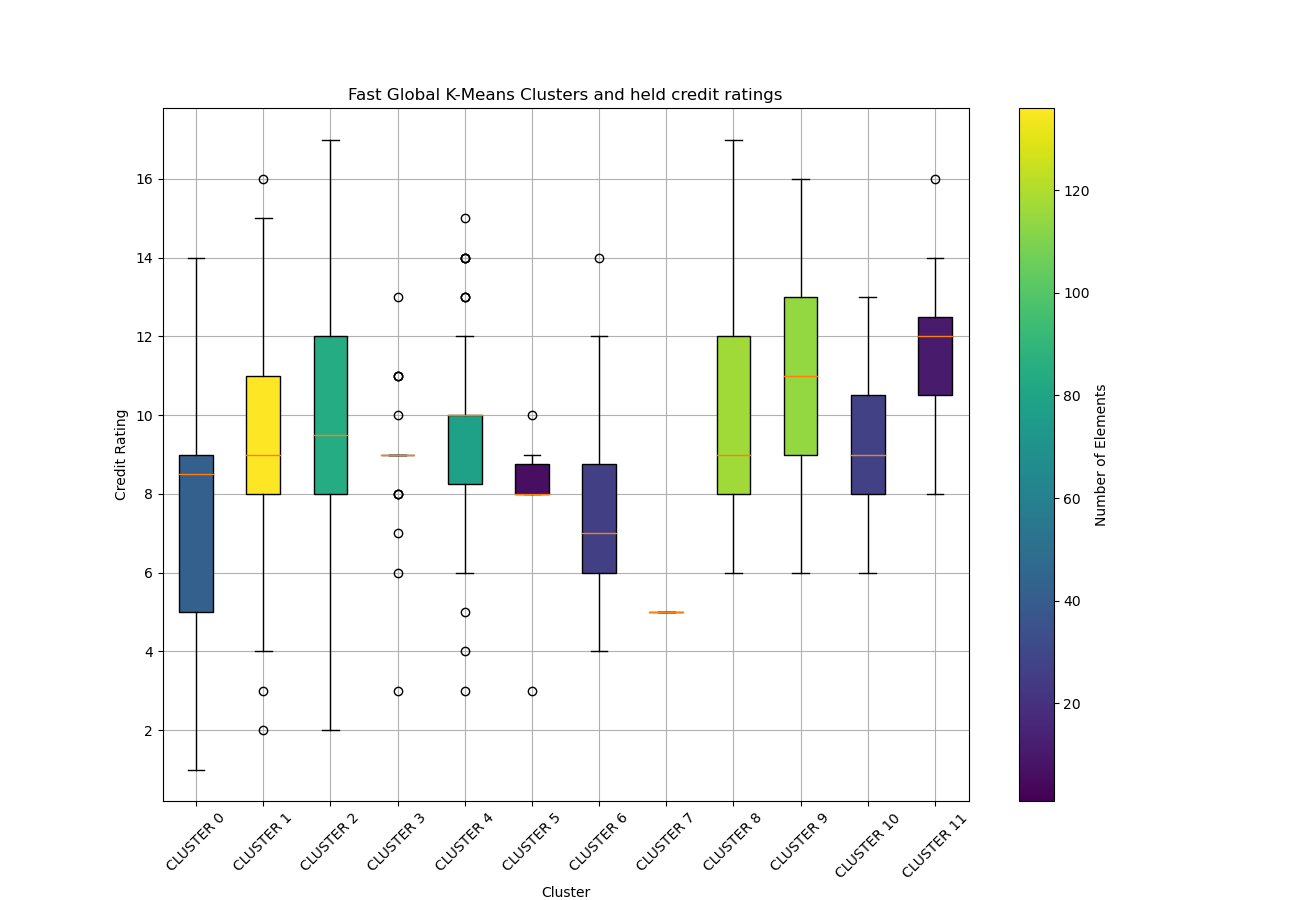 Fast Global K-Means Clusters and held credit ratings
Credit Rating
16
14
12
10
8
6
4
2
CLUSTER 0
CLUSTER 1
CLUSTER 2
CLUSTER 3
CLUSTER 4
CLUSTER 5
CLUSTER 6
CLUSTER 7
CLUSTER 8
CLUSTER 9
CLUSTER 10
CLUSTER 11
Cluster
120
100
80
60
40
20
Number of Elements